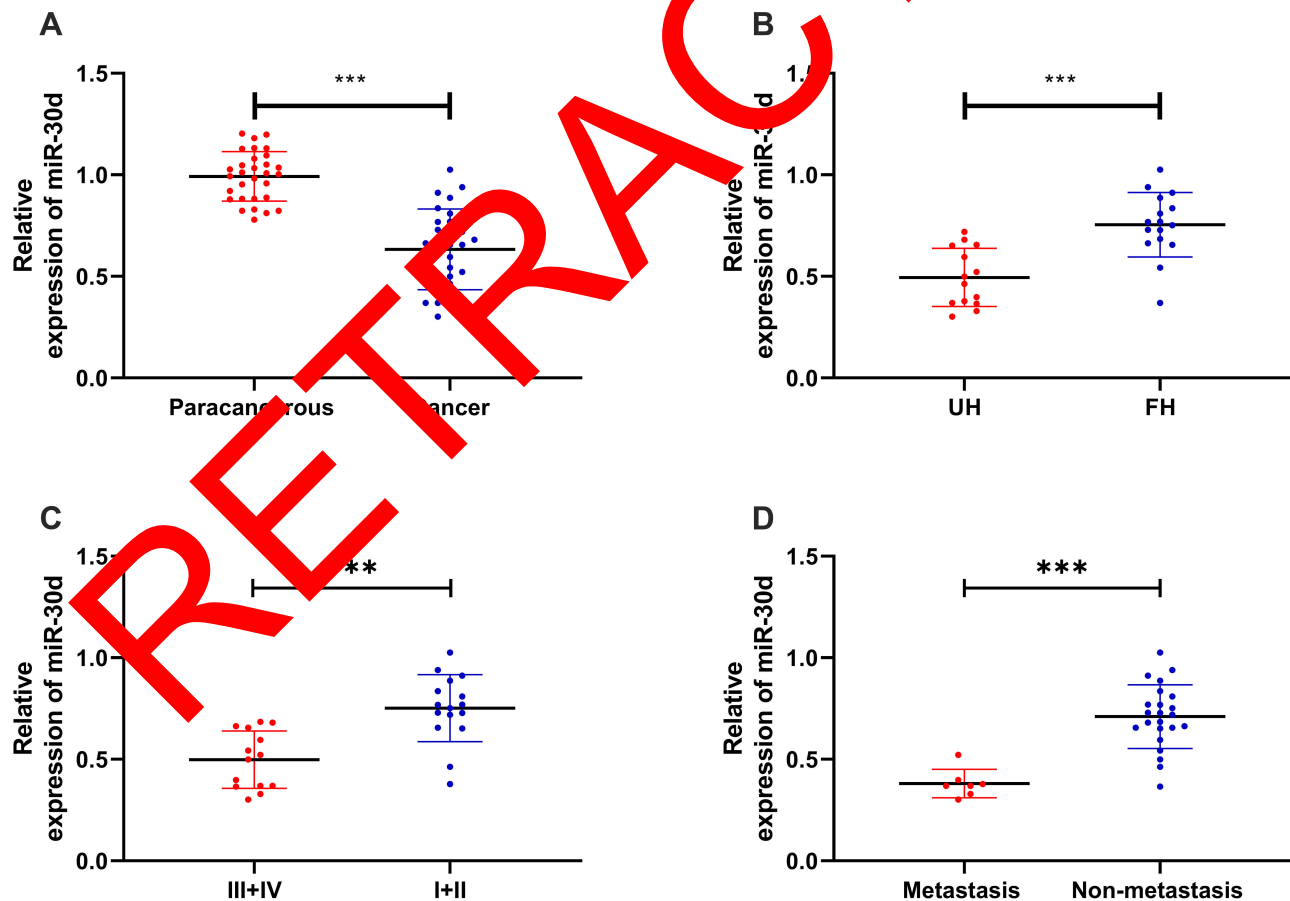 A
B
1.5
***
1.0
0.5
0.0
Relative
expression of miR-30d
UH
FH
***
1.5
1.0
0.5
0.0
Relative
expression of miR-30d
RETRAC
C
D
1.5
1.0
0.5
0.0
Relative
expression of miR-30d
**
III+IV
I+II
1.5
1.0
0.5
0.0
Relative
expression of miR-30d
***
Metastasis
Non-metastasis